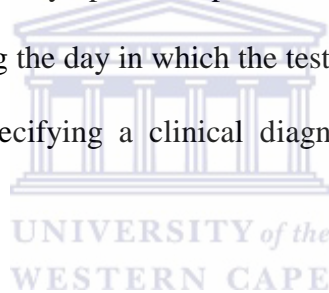 g the day in which the test
ecifying a clinical diagn
UNIVERSITY of the
WESTERN CAPE